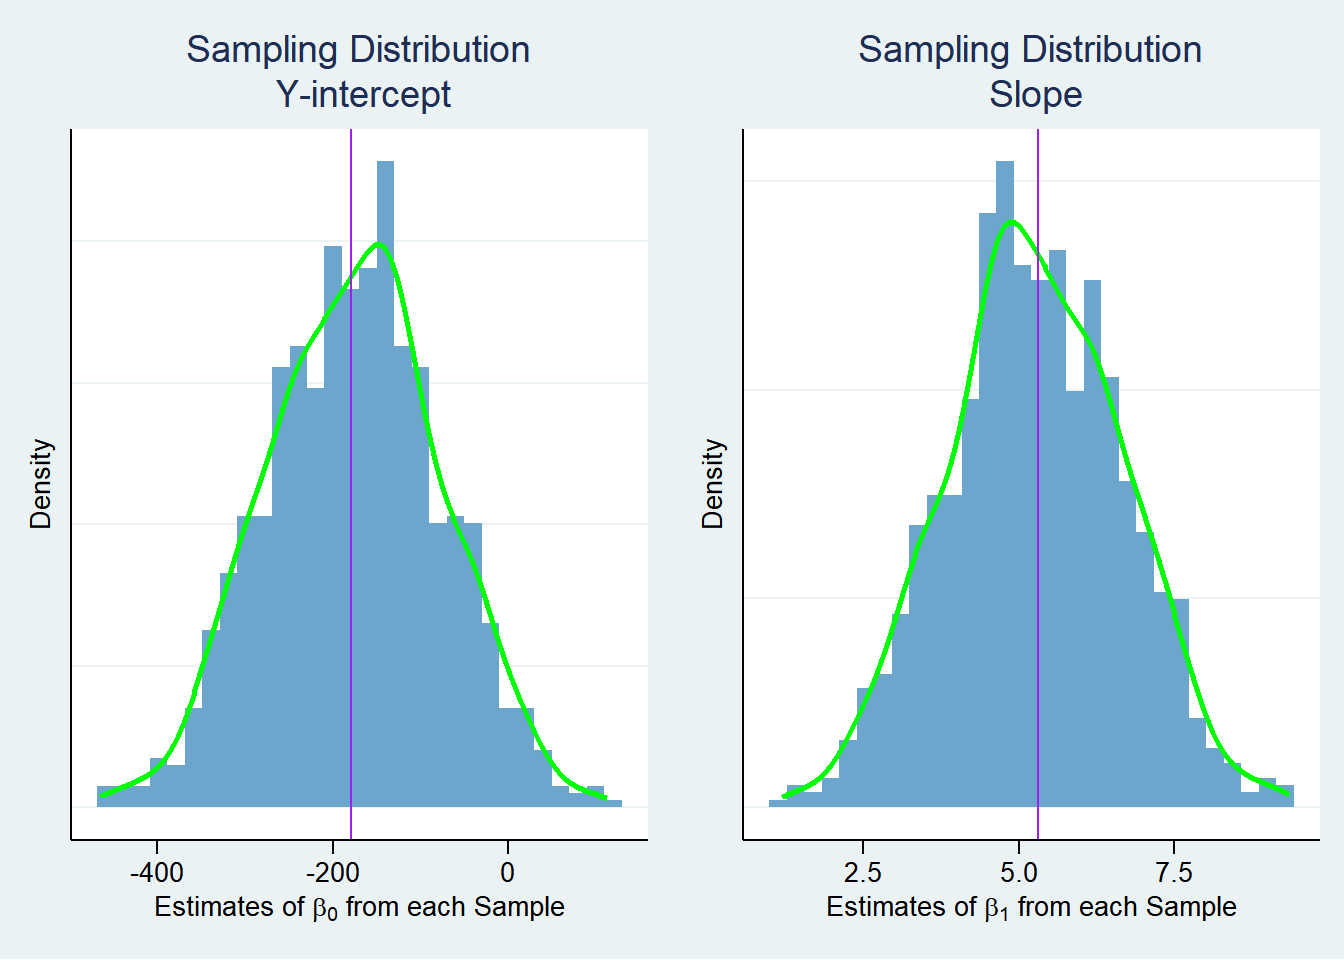 Sampling Distribution
Y-intercept
Density
-400 -200 0
Estimates of β₀ from each Sample
Sampling Distribution
Slope
Density
2.5 5.0 7.5
Estimates of β₁ from each Sample